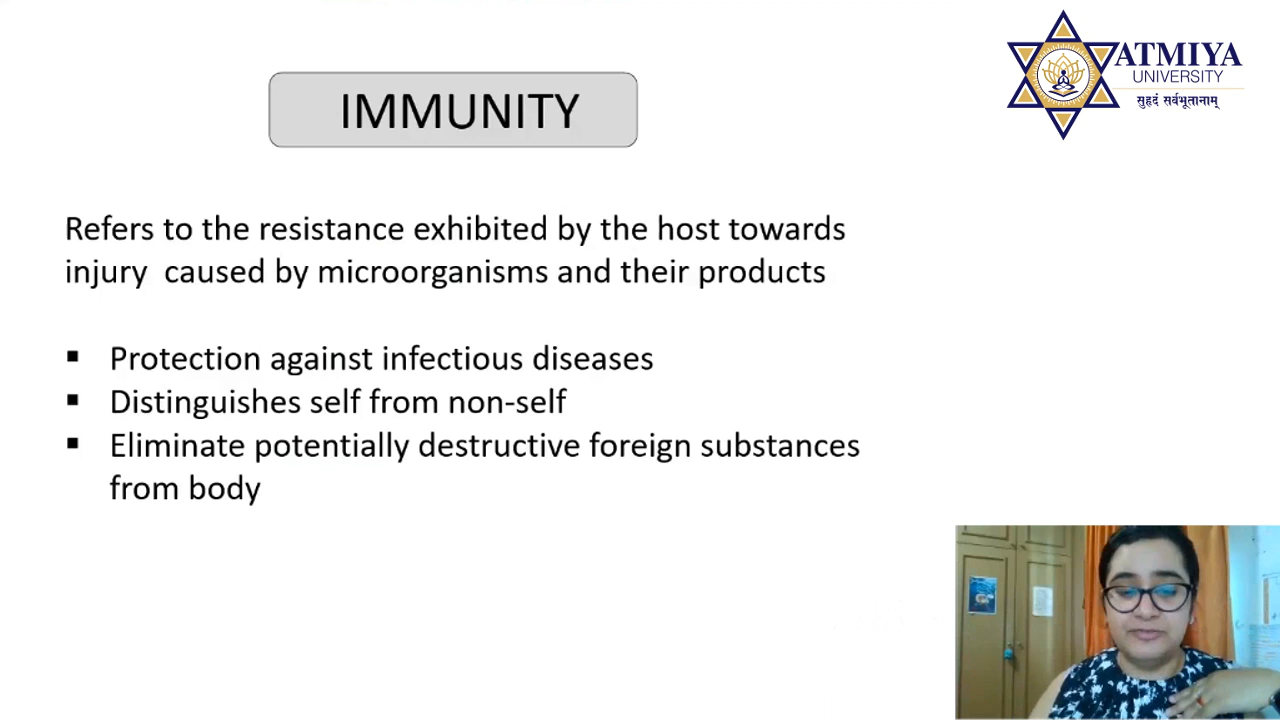 ATMIYA
UNIVERSITY
सुहृदं सर्वभूतानाम्
IMMUNITY
Refers to the resistance exhibited by the host towards
injury  caused by microorganisms and their products
▪ Protection against infectious diseases
▪ Distinguishes self from non-self
▪ Eliminate potentially destructive foreign substances
from body